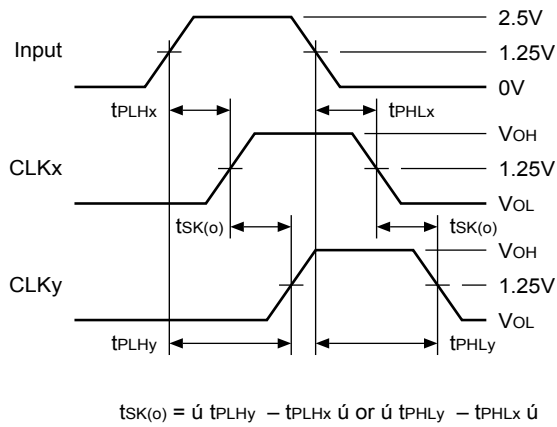 2.5V
Input
1.25V
0V
tPLHx
tPHLx
VOH
CLKx
1.25V
VOL
tSK(o)
tSK(o)
VOH
CLKy
1.25V
VOL
tPLHy
tPHLy
tSK(o) = ú tPLHy – tPLHx ú or ú tPHLy – tPHLx ú